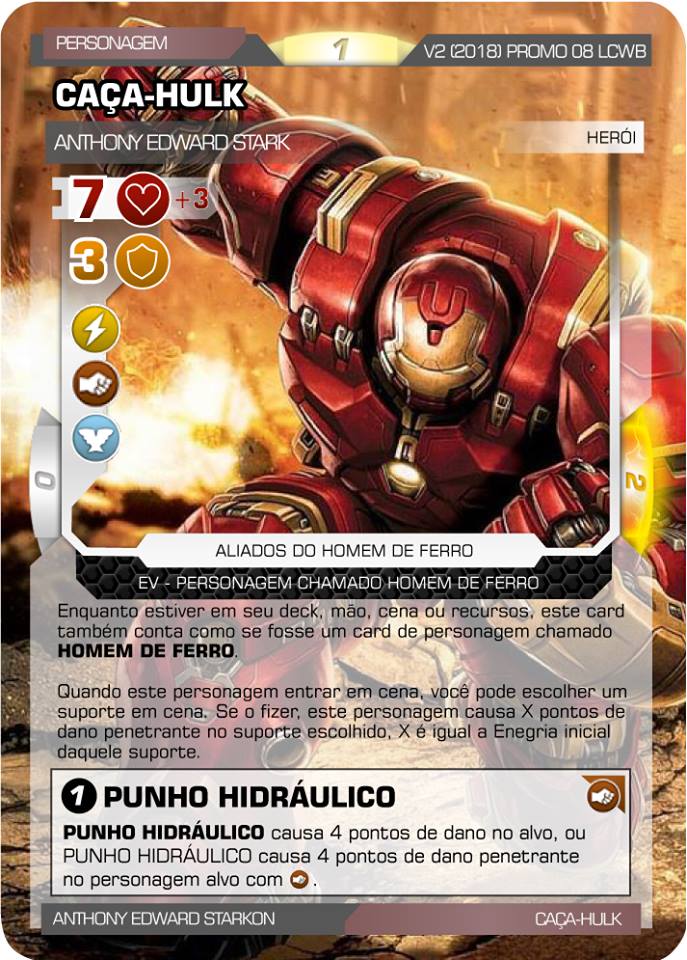 PERSONAGEM
1
V2 (2018) PROMO 08 LCWB
CAÇA-HULK
ANTHONY EDWARD STARK
HERÓI
7 +3
3
0
2
ALIADOS DO HOMEM DE FERRO
EV - PERSONAGEM CHAMADO HOMEM DE FERRO
Enquanto estiver em seu deck, mão, cena ou recursos, este card
também conta como se fosse um card de personagem chamado
HOMEM DE FERRO.
Quando este personagem entrar em cena, você pode escolher um
suporte em cena. Se o fizer, este personagem causa X pontos de
dano penetrante no suporte escolhido, X é igual a Enegria inicial
daquele suporte.
1 PUNHO HIDRÁULICO
PUNHO HIDRÁULICO causa 4 pontos de dano no alvo, ou
PUNHO HIDRÁULICO causa 4 pontos de dano penetrante
no personagem alvo com .
ANTHONY EDWARD STARKON
CAÇA-HULK